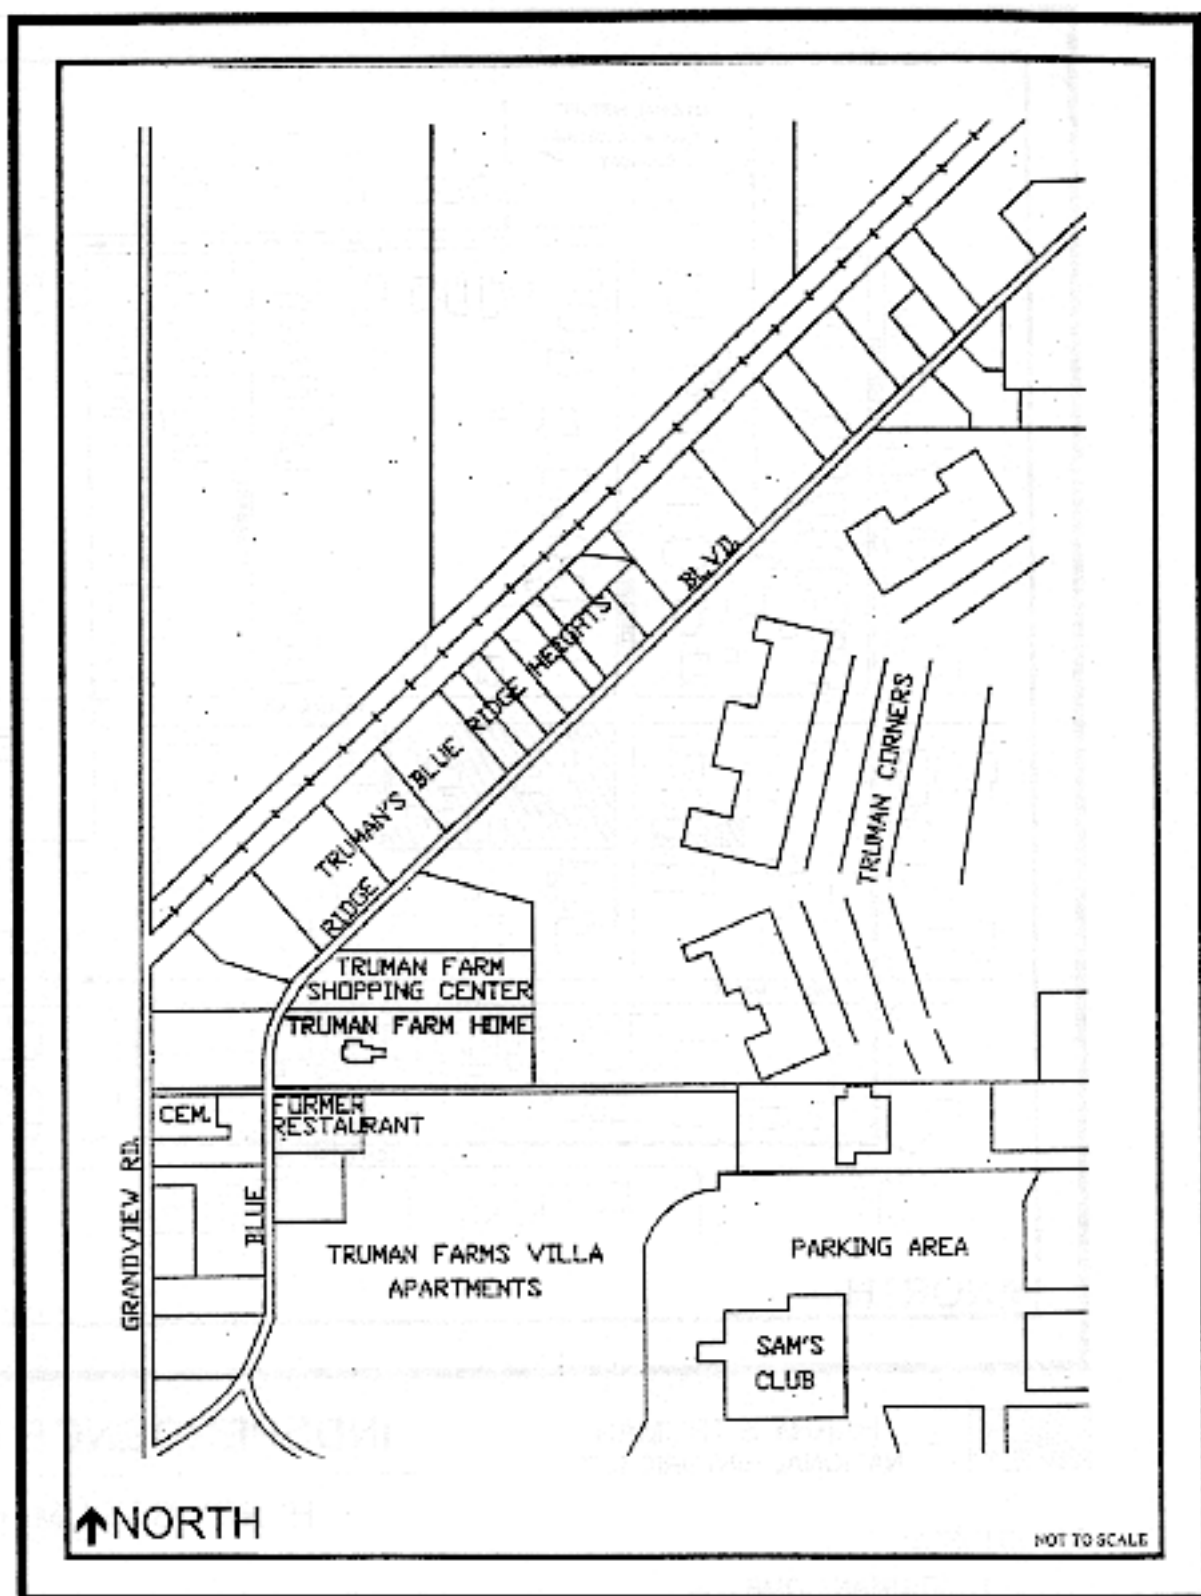 BLVD.
TRUMAN'S BLUE RIDGE HEIGHTS
TRUMAN CORNERS
RIDGE
TRUMAN FARM
SHOPPING CENTER
TRUMAN FARM HOME
CEM.
FORMER
RESTAURANT
GRANDVIEW RD.
BLUE
TRUMAN FARMS VILLA
APARTMENTS
PARKING AREA
SAM'S
CLUB
NORTH
NOT TO SCALE